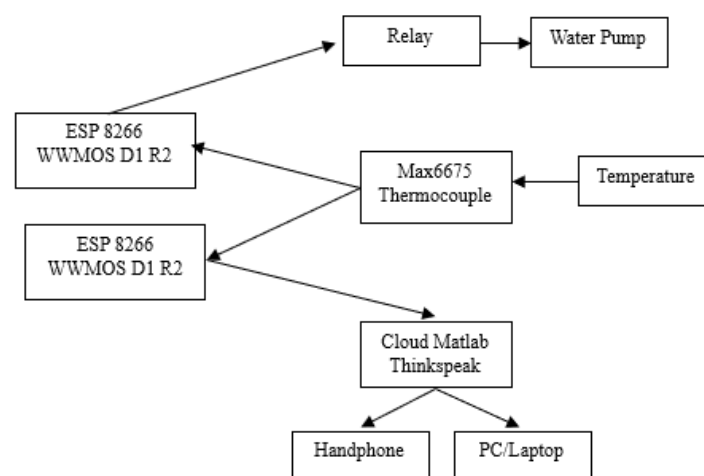 Relay
Water Pump
ESP 8266
WWMOS D1 R2
Max6675
Thermocouple
Temperature
ESP 8266
WWMOS D1 R2
Cloud Matlab
Thinkspeak
Handphone
PC/Laptop